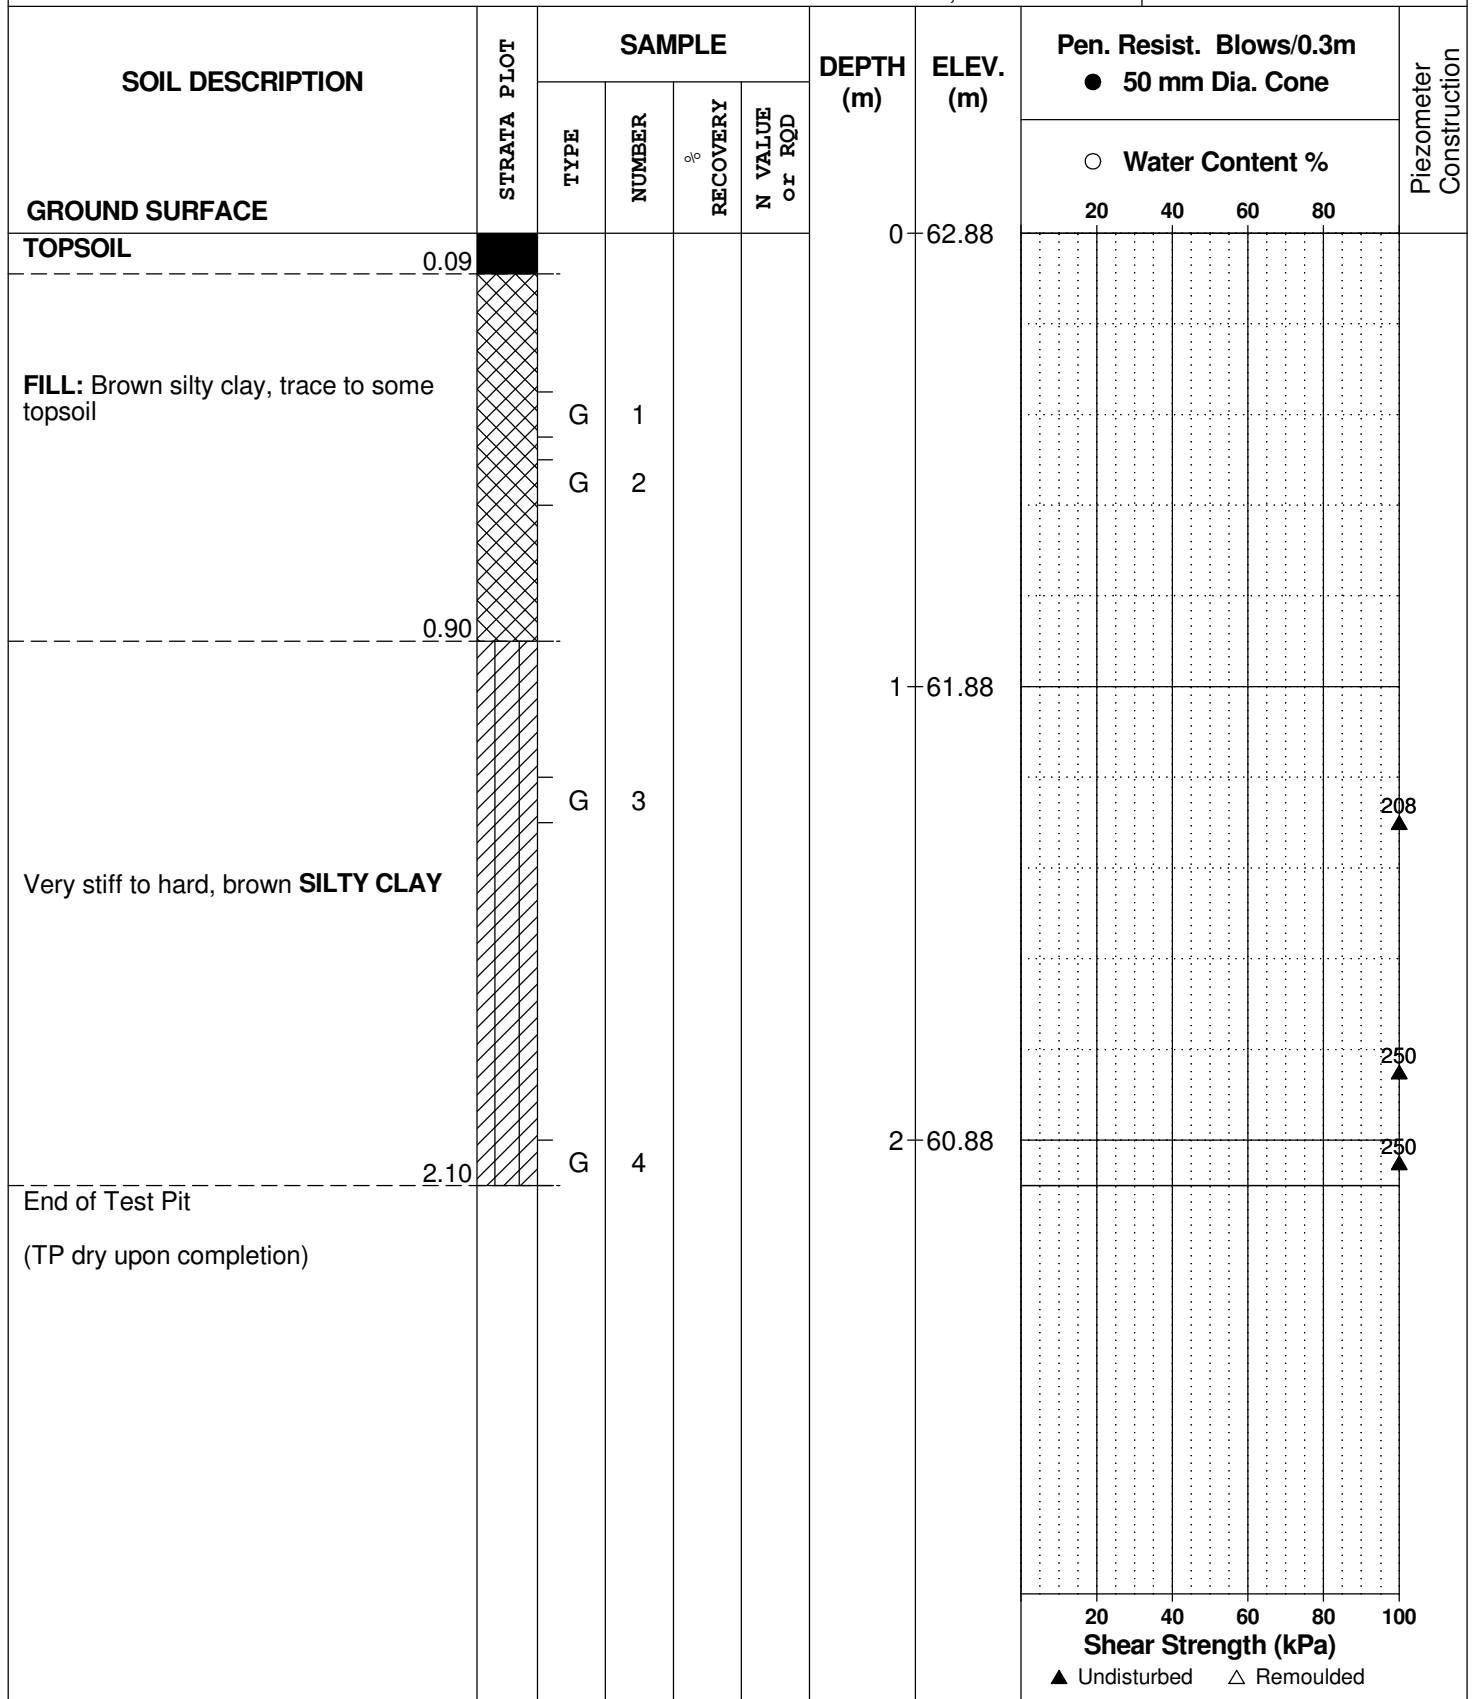 SOIL DESCRIPTION
GROUND SURFACE
STRATA PLOT
SAMPLE
TYPE
NUMBER
% RECOVERY
N VALUE
or RQD
DEPTH
(m)
ELEV.
(m)
Pen. Resist. Blows/0.3m
● 50 mm Dia. Cone
○ Water Content %
20 40 60 80
Piezometer
Construction
TOPSOIL
0.09
0 62.88
FILL: Brown silty clay, trace to some
topsoil
G 1
G 2
0.90
1 61.88
G 3
208
Very stiff to hard, brown SILTY CLAY
250
2 60.88
250
G 4
2.10
End of Test Pit
(TP dry upon completion)
20 40 60 80 100
Shear Strength (kPa)
▲ Undisturbed △ Remoulded